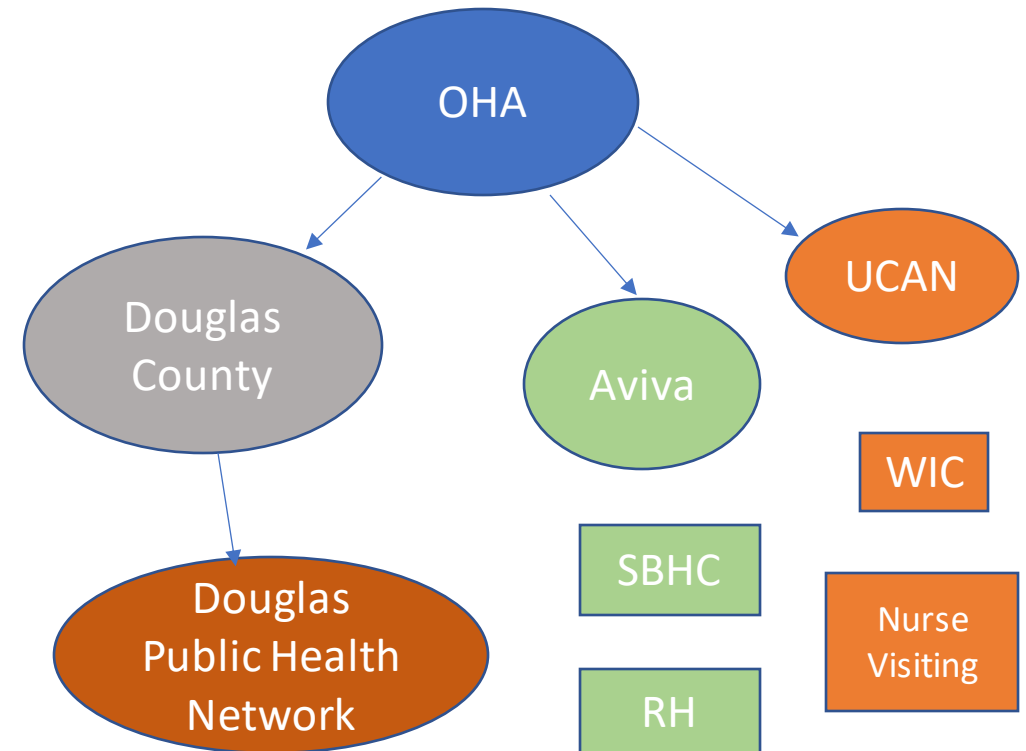 OHA
UCAN
Douglas
County
Aviva
WIC
SBHC
Nurse
Visiting
Douglas
Public Health
Network
RH